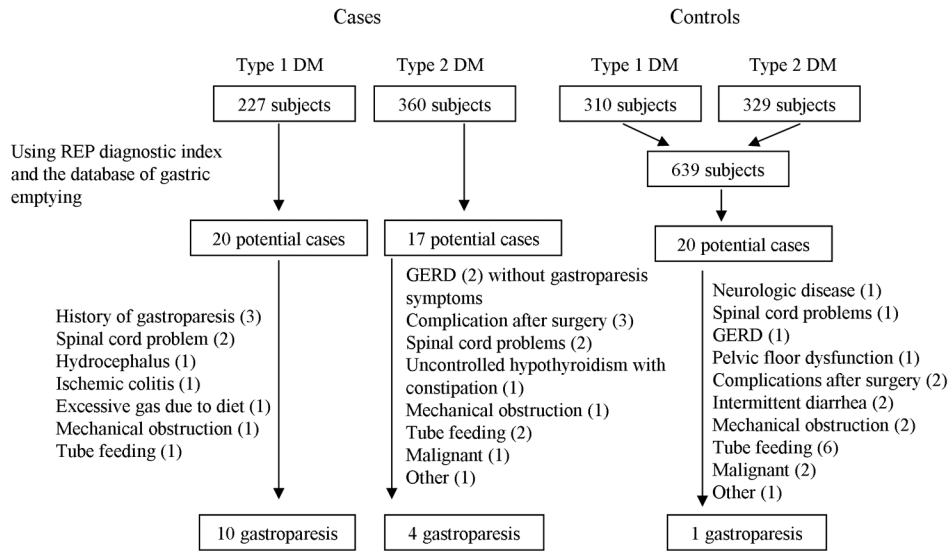 Cases
Controls
Type 1 DM
Type 2 DM
Type 1 DM
Type 2 DM
227 subjects
360 subjects
310 subjects
329 subjects
Using REP diagnostic index
and the database of gastric
emptying
639 subjects
20 potential cases
17 potential cases
20 potential cases
History of gastroparesis (3)
Spinal cord problem (2)
Hydrocephalus (1)
Ischemic colitis (1)
Excessive gas due to diet (1)
Mechanical obstruction (1)
Tube feeding (1)
GERD (2) without gastroparesis
symptoms
Complication after surgery (3)
Spinal cord problems (2)
Uncontrolled hypothyroidism with
constipation (1)
Mechanical obstruction (1)
Tube feeding (2)
Malignant (1)
Other (1)
Neurologic disease (1)
Spinal cord problems (1)
GERD (1)
Pelvic floor dysfunction (1)
Complications after surgery (2)
Intermittent diarrhea (2)
Mechanical obstruction (2)
Tube feeding (6)
Malignant (2)
Other (1)
10 gastroparesis
4 gastroparesis
1 gastroparesis